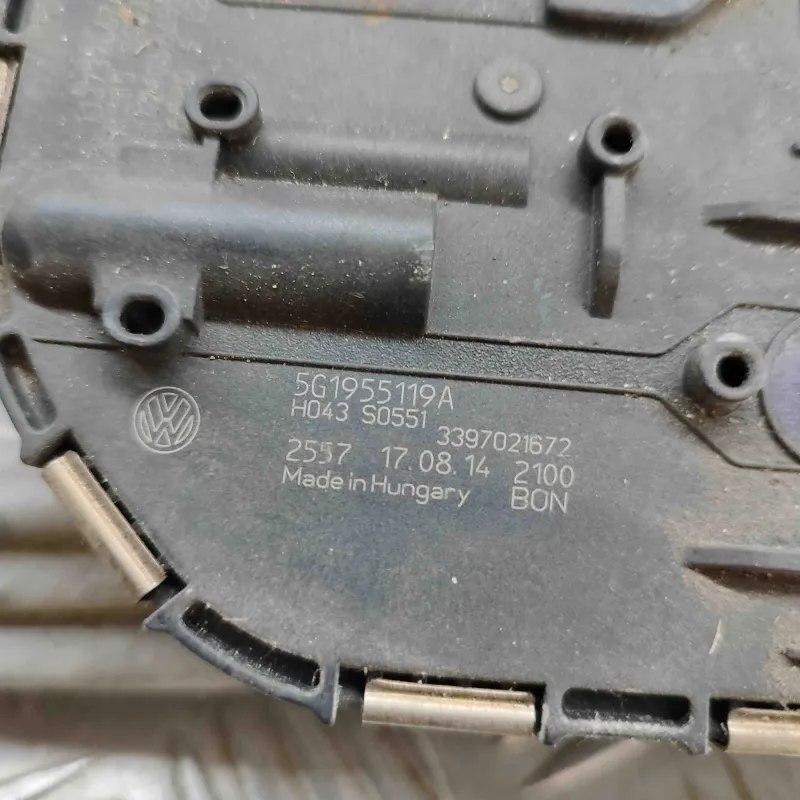 5G1955119A
H043 S0551
3397021672
2557 17.08.14 2100
Made in Hungary BON